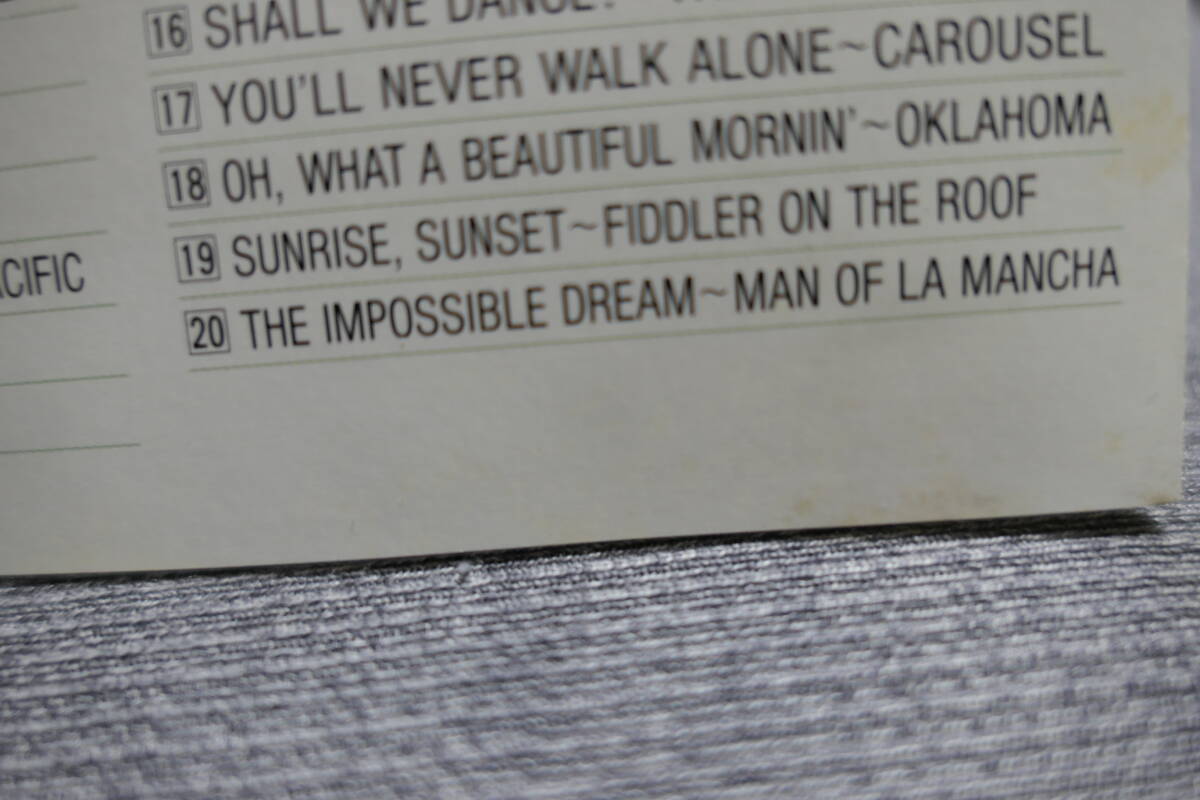 16 SHALL WE DANCE?
17 YOU'LL NEVER WALK ALONE~CAROUSEL
18 OH, WHAT A BEAUTIFUL MORNIN'~OKLAHOMA
19 SUNRISE, SUNSET~FIDDLER ON THE ROOF
CIFIC
20 THE IMPOSSIBLE DREAM~MAN OF LA MANCHA